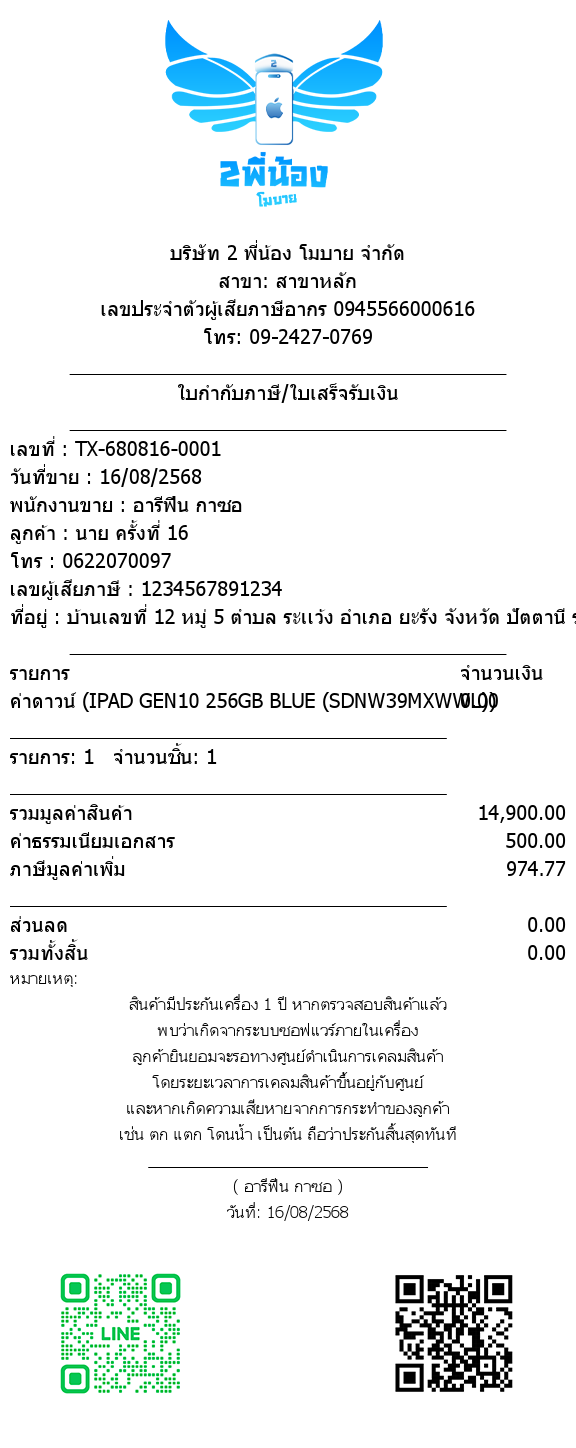 2
2พี่น้อง
โมบาย
บริษัท 2 พี่น้อง โมบาย จำกัด
สาขา: สาขาหลัก
เลขประจำตัวผู้เสียภาษีอากร 0945566000616
โทร: 09-2427-0769
ใบกำกับภาษี/ใบเสร็จรับเงิน
เลขที่ : TX-680816-0001
วันที่ขาย : 16/08/2568
พนักงานขาย : อารีฟีน กาซอ
ลูกค้า : นาย ครั้งที่ 16
โทร : 0622070097
เลขผู้เสียภาษี : 1234567891234
ที่อยู่ : บ้านเลขที่ 12 หมู่ 5 ตำบล ระแว้ง อำเภอ ยะรัง จังหวัด ปัตตานี
รายการ จำนวนเงิน
ค่าดาวน์ (IPAD GEN10 256GB BLUE (SDNW39MXWWL)) 0.00
รายการ: 1 จำนวนชิ้น: 1
รวมมูลค่าสินค้า 14,900.00
ค่าธรรมเนียมเอกสาร 500.00
ภาษีมูลค่าเพิ่ม 974.77
ส่วนลด 0.00
รวมทั้งสิ้น 0.00
หมายเหตุ:
สินค้ามีประกันเครื่อง 1 ปี หากตรวจสอบสินค้าแล้ว
พบว่าเกิดจากระบบซอฟแวร์ภายในเครื่อง
ลูกค้ายินยอมจะรอทางศูนย์ดำเนินการเคลมสินค้า
โดยระยะเวลาการเคลมสินค้าขึ้นอยู่กับศูนย์
และหากเกิดความเสียหายจากการกระทำของลูกค้า
เช่น ตก แตก โดนน้ำ เป็นต้น ถือว่าประกันสิ้นสุดทันที
( อารีฟีน กาซอ )
วันที่: 16/08/2568
LINE